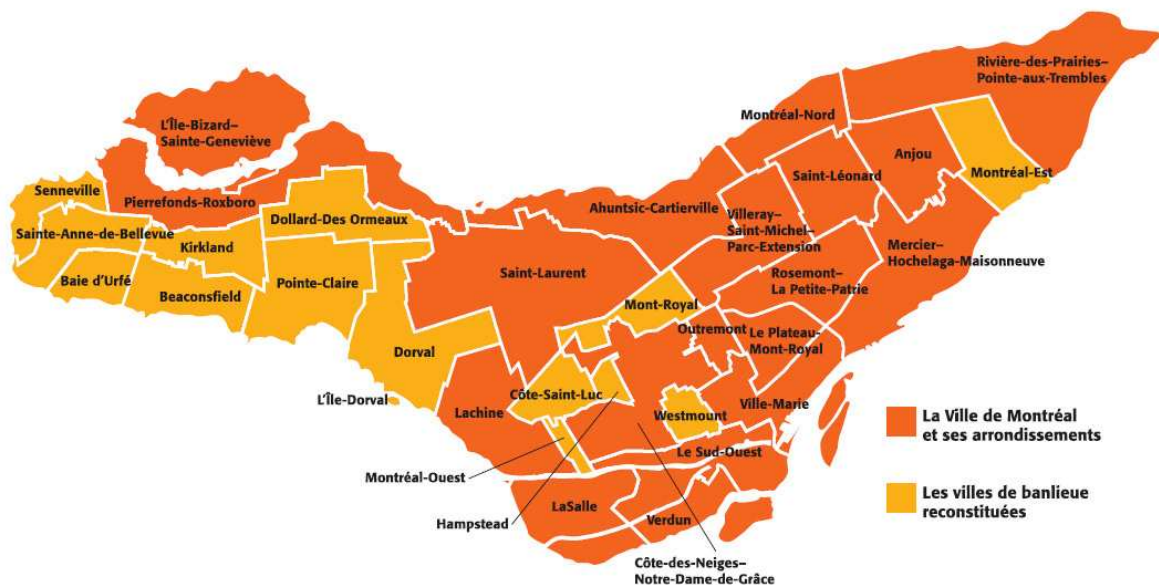 Rivière-des-Prairies–
Pointe-aux-Trembles
Montréal-Nord
L'Île-Bizard–
Sainte-Geneviève
Anjou
Montréal-Est
Saint-Léonard
Senneville
Pierrefonds-Roxboro
Ahuntsic-Cartierville
Dollard-Des Ormeaux
Villeray–
Saint-Michel–
Parc-Extension
Sainte-Anne-de-Bellevue
Kirkland
Mercier–
Hochelaga-Maisonneuve
Saint-Laurent
Baie d'Urfé
Pointe-Claire
Rosemont–
La Petite-Patrie
Beaconsfield
Mont-Royal
Outremont
Le Plateau-
Mont-Royal
Dorval
L'Île-Dorval
Côte-Saint-Luc
Lachine
Westmount
Ville-Marie
La Ville de Montréal
et ses arrondissements
Le Sud-Ouest
Montréal-Ouest
LaSalle
Les villes de banlieue
reconstituées
Hampstead
Verdun
Côte-des-Neiges–
Notre-Dame-de-Grâce